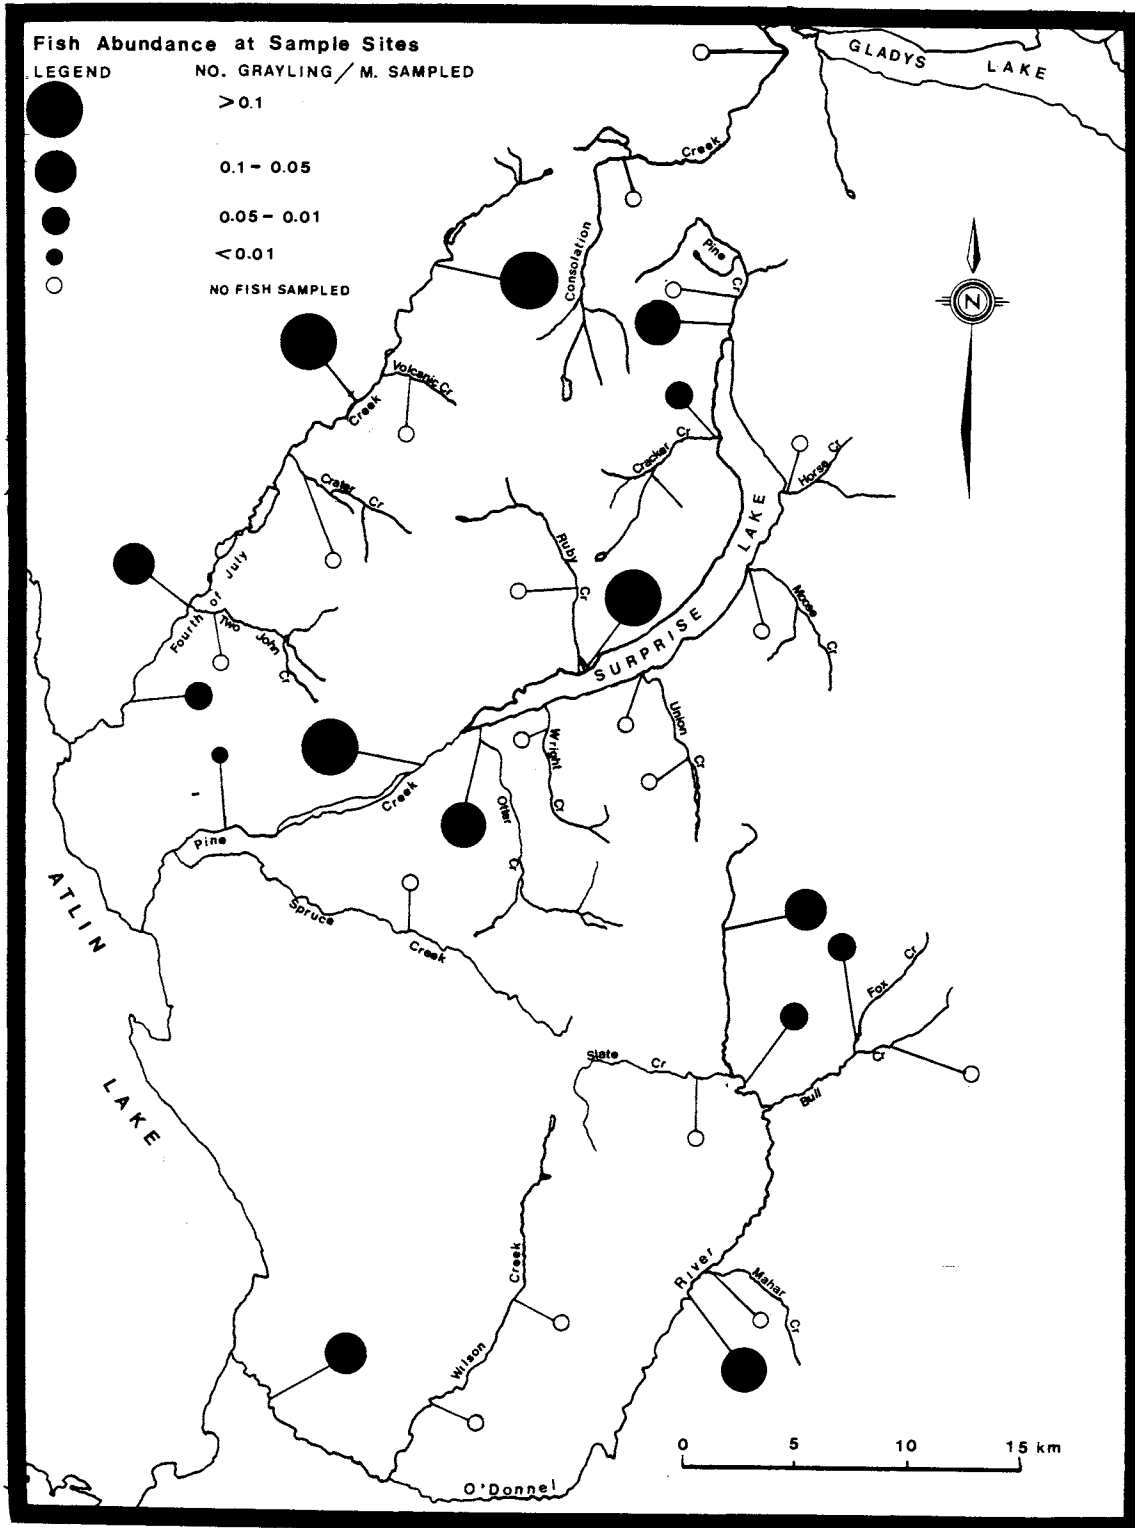 Fish Abundance at Sample Sites
LEGEND NO. GRAYLING/M. SAMPLED
>0.1
0.1-0.05
0.05-0.01
<0.01
NO FISH SAMPLED
GLADYS LAKE
Consolation Creek
Pine Cr
N
Volcanic Cr
Fourth of July Creek
Crater Cr
Cracker Cr
Horse Cr
Ruby Cr
SURPRISE LAKE
Moose Cr
Two John Cr
Union Cr
Wright Cr
Otter Cr
Pine Creek
Spruce Creek
ATLIN LAKE
Fox Cr
Slate Cr
Bull Cr
Wilson Creek
Mahar Cr
O'Donnel River
0 5 10 15 km